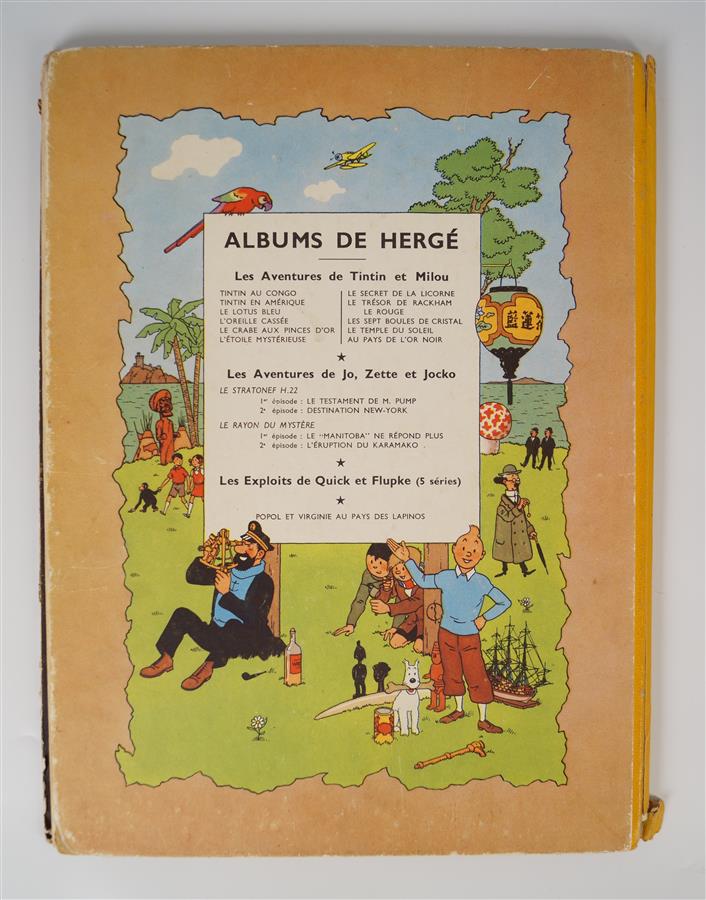 ALBUMS DE HERGÉ
Les Aventures de Tintin et Milou
TINTIN AU CONGO
TINTIN EN AMÉRIQUE
LE LOTUS BLEU
L'OREILLE CASSÉE
LE CRABE AUX PINCES D'OR
L'ÉTOILE MYSTÉRIEUSE
LE SECRET DE LA LICORNE
LE TRÉSOR DE RACKHAM
LE ROUGE
LES SEPT BOULES DE CRISTAL
LE TEMPLE DU SOLEIL
AU PAYS DE L'OR NOIR
★
Les Aventures de Jo, Zette et Jocko
LE STRATONEF H.22
1er épisode : LE TESTAMENT DE M. PUMP
2e épisode : DESTINATION NEW-YORK
LE RAYON DU MYSTÈRE
1er épisode : LE "MANITOBA" NE RÉPOND PLUS
2e épisode : L'ÉRUPTION DU KARAMAKO .
★
Les Exploits de Quick et Flupke (5 séries)
★
POPOL ET VIRGINIE AU PAYS DES LAPINOS